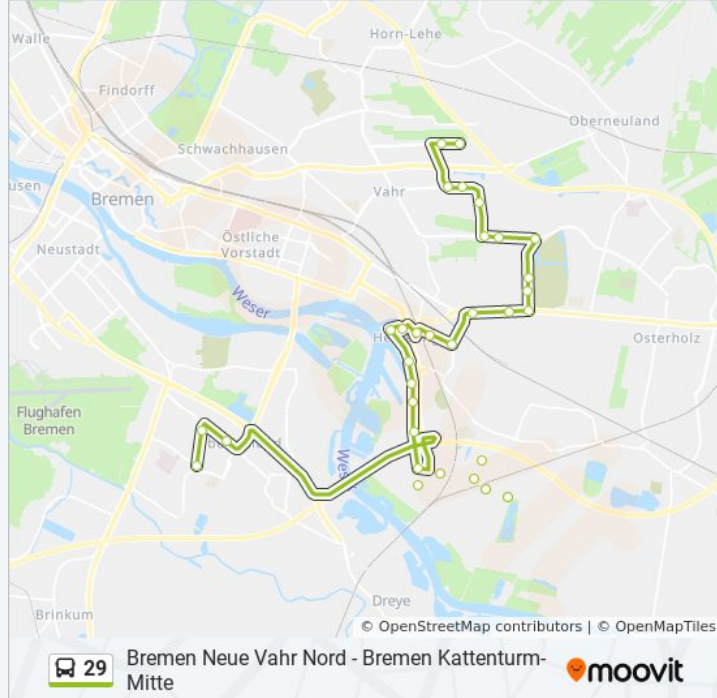 Walle
Horn-Lehe
Findorff
Oberneuland
Schwachhausen
Vahr
Bremen
Östliche
Vorstadt
Neustadt
Weser
Osterholz
Flughafen
Bremen
Dreye
Brinkum
© OpenStreetMap contributors | © OpenMapTiles
29
Bremen Neue Vahr Nord - Bremen Kattenturm-
Mitte
moovit